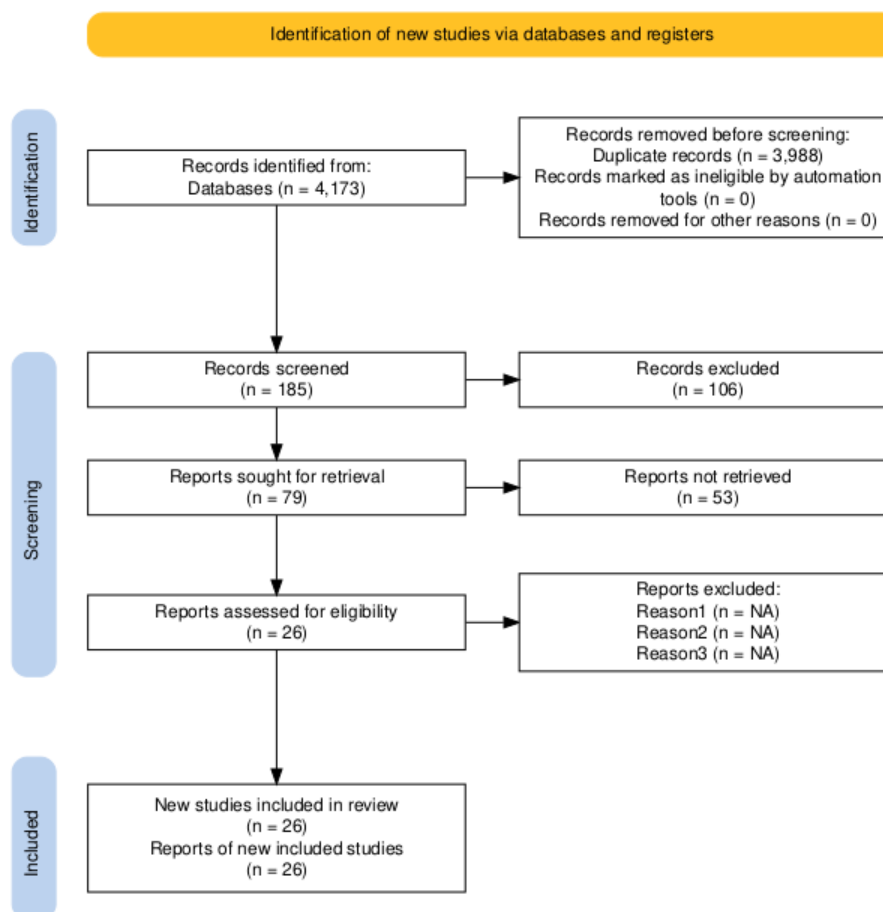 Identification of new studies via databases and registers
Identification
Records identified from:
Databases (n = 4,173)
Records removed before screening:
Duplicate records (n = 3,988)
Records marked as ineligible by automation
tools (n = 0)
Records removed for other reasons (n = 0)
Screening
Records screened
(n = 185)
Records excluded
(n = 106)
Reports sought for retrieval
(n = 79)
Reports not retrieved
(n = 53)
Reports assessed for eligibility
(n = 26)
Reports excluded:
Reason1 (n = NA)
Reason2 (n = NA)
Reason3 (n = NA)
Included
New studies included in review
(n = 26)
Reports of new included studies
(n = 26)